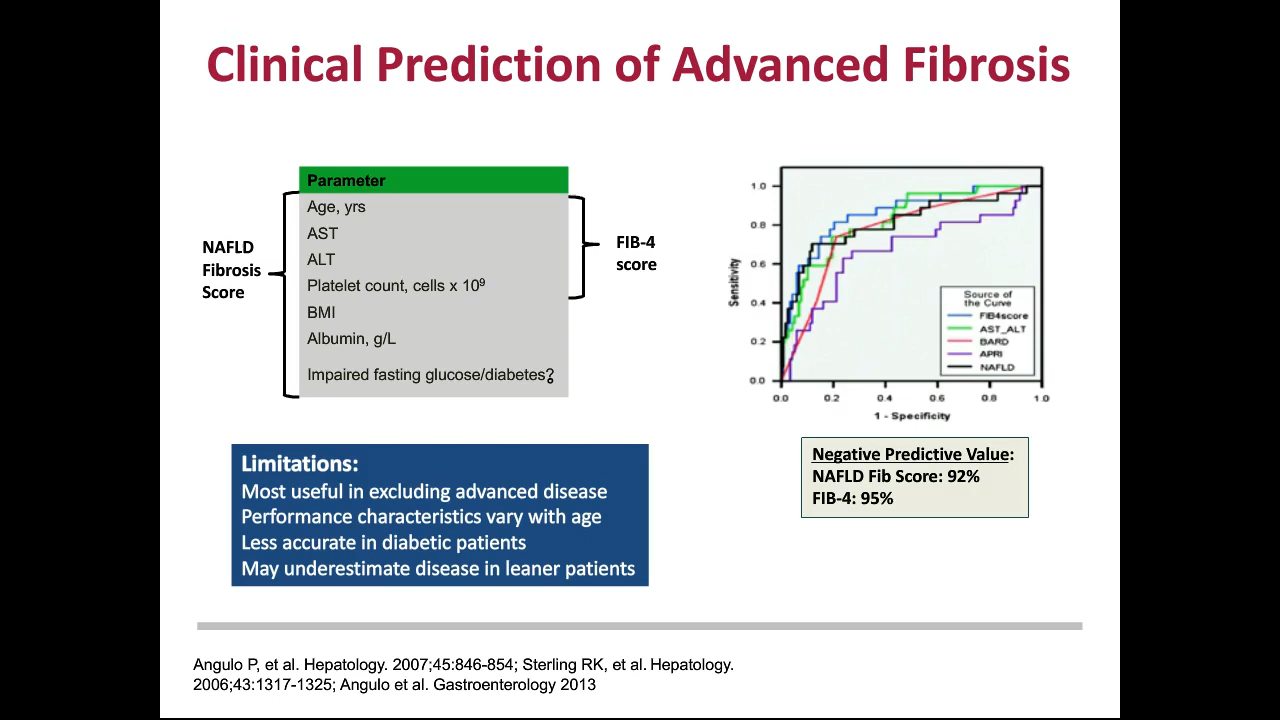 Clinical Prediction of Advanced Fibrosis
Parameter
Age, yrs
AST
ALT
Platelet count, cells x 10⁹
BMI
Albumin, g/L
Impaired fasting glucose/diabetes?
NAFLD
Fibrosis
Score
FIB-4
score
Sensitivity
1.0
0.8
0.6
0.4
0.2
0.0
0.0 0.2 0.4 0.6 0.8 1.0
1 - Specificity
Source of
the Curve
FIB4score
AST_ALT
BARD
APRI
NAFLD
Limitations:
Most useful in excluding advanced disease
Performance characteristics vary with age
Less accurate in diabetic patients
May underestimate disease in leaner patients
Negative Predictive Value:
NAFLD Fib Score: 92%
FIB-4: 95%
Angulo P, et al. Hepatology. 2007;45:846-854; Sterling RK, et al. Hepatology.
2006;43:1317-1325; Angulo et al. Gastroenterology 2013